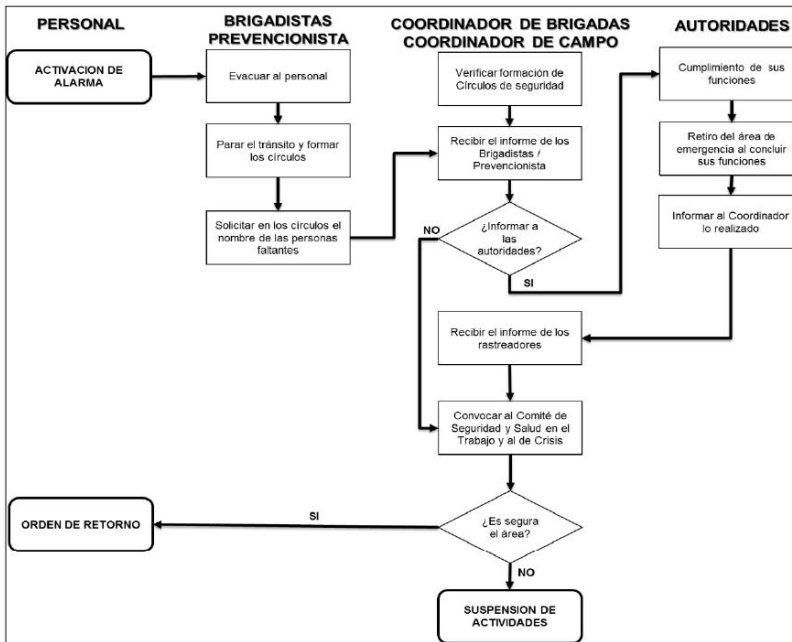 PERSONAL
BRIGADISTAS
PREVENCIONISTA
COORDINADOR DE BRIGADAS
COORDINADOR DE CAMPO
AUTORIDADES
ACTIVACION DE
ALARMA
Evacuar al personal
Parar el tránsito y formar
los círculos
Solicitar en los círculos el
nombre de las personas
faltantes
Verificar formación de
Círculos de seguridad
Recibir el informe de los
Brigadistas /
Prevencionista
¿Informar a
las
autoridades?
NO
SI
Cumplimiento de sus
funciones
Retiro del área de
emergencia al concluir
sus funciones
Informar al Coordinador
lo realizado
Recibir el informe de los
rastreadores
Convocar al Comité de
Seguridad y Salud en el
Trabajo y al de Crisis
¿Es segura
el área?
SI
ORDEN DE RETORNO
NO
SUSPENSION DE
ACTIVIDADES